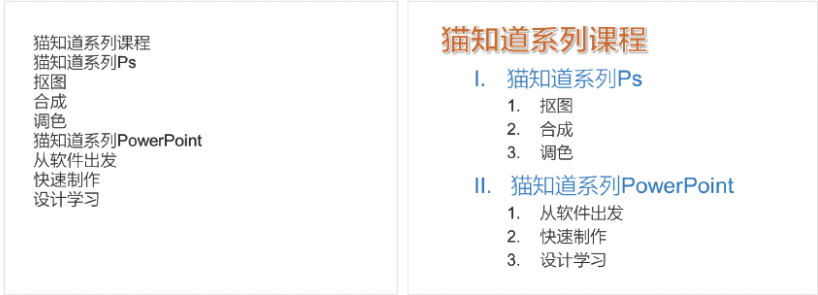 猫知道系列课程
猫知道系列Ps
抠图
合成
调色
猫知道系列PowerPoint
从软件出发
快速制作
设计学习
猫知道系列课程
I. 猫知道系列Ps
1. 抠图
2. 合成
3. 调色
II. 猫知道系列PowerPoint
1. 从软件出发
2. 快速制作
3. 设计学习